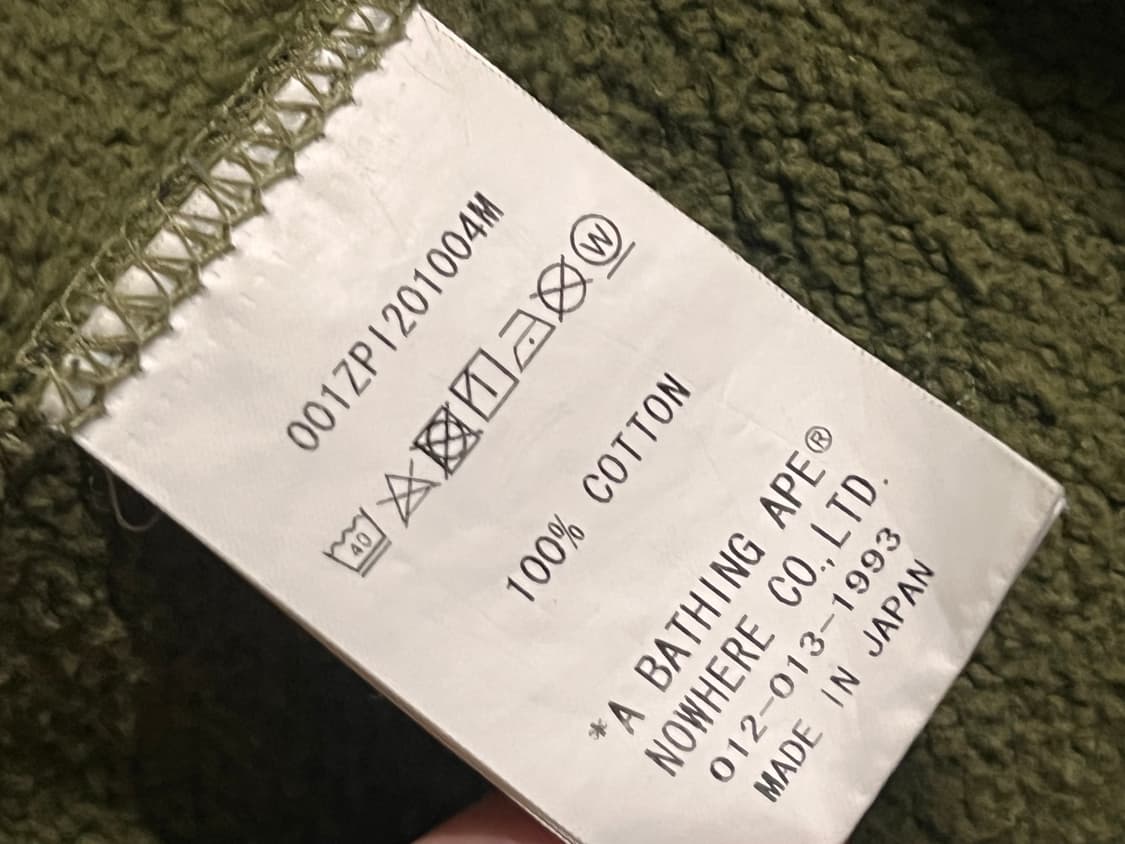 001ZPI201004M
40 W
100% COTTON
*A BATHING APE®
NOWHERE CO., LTD.
012-013-1993
MADE IN JAPAN